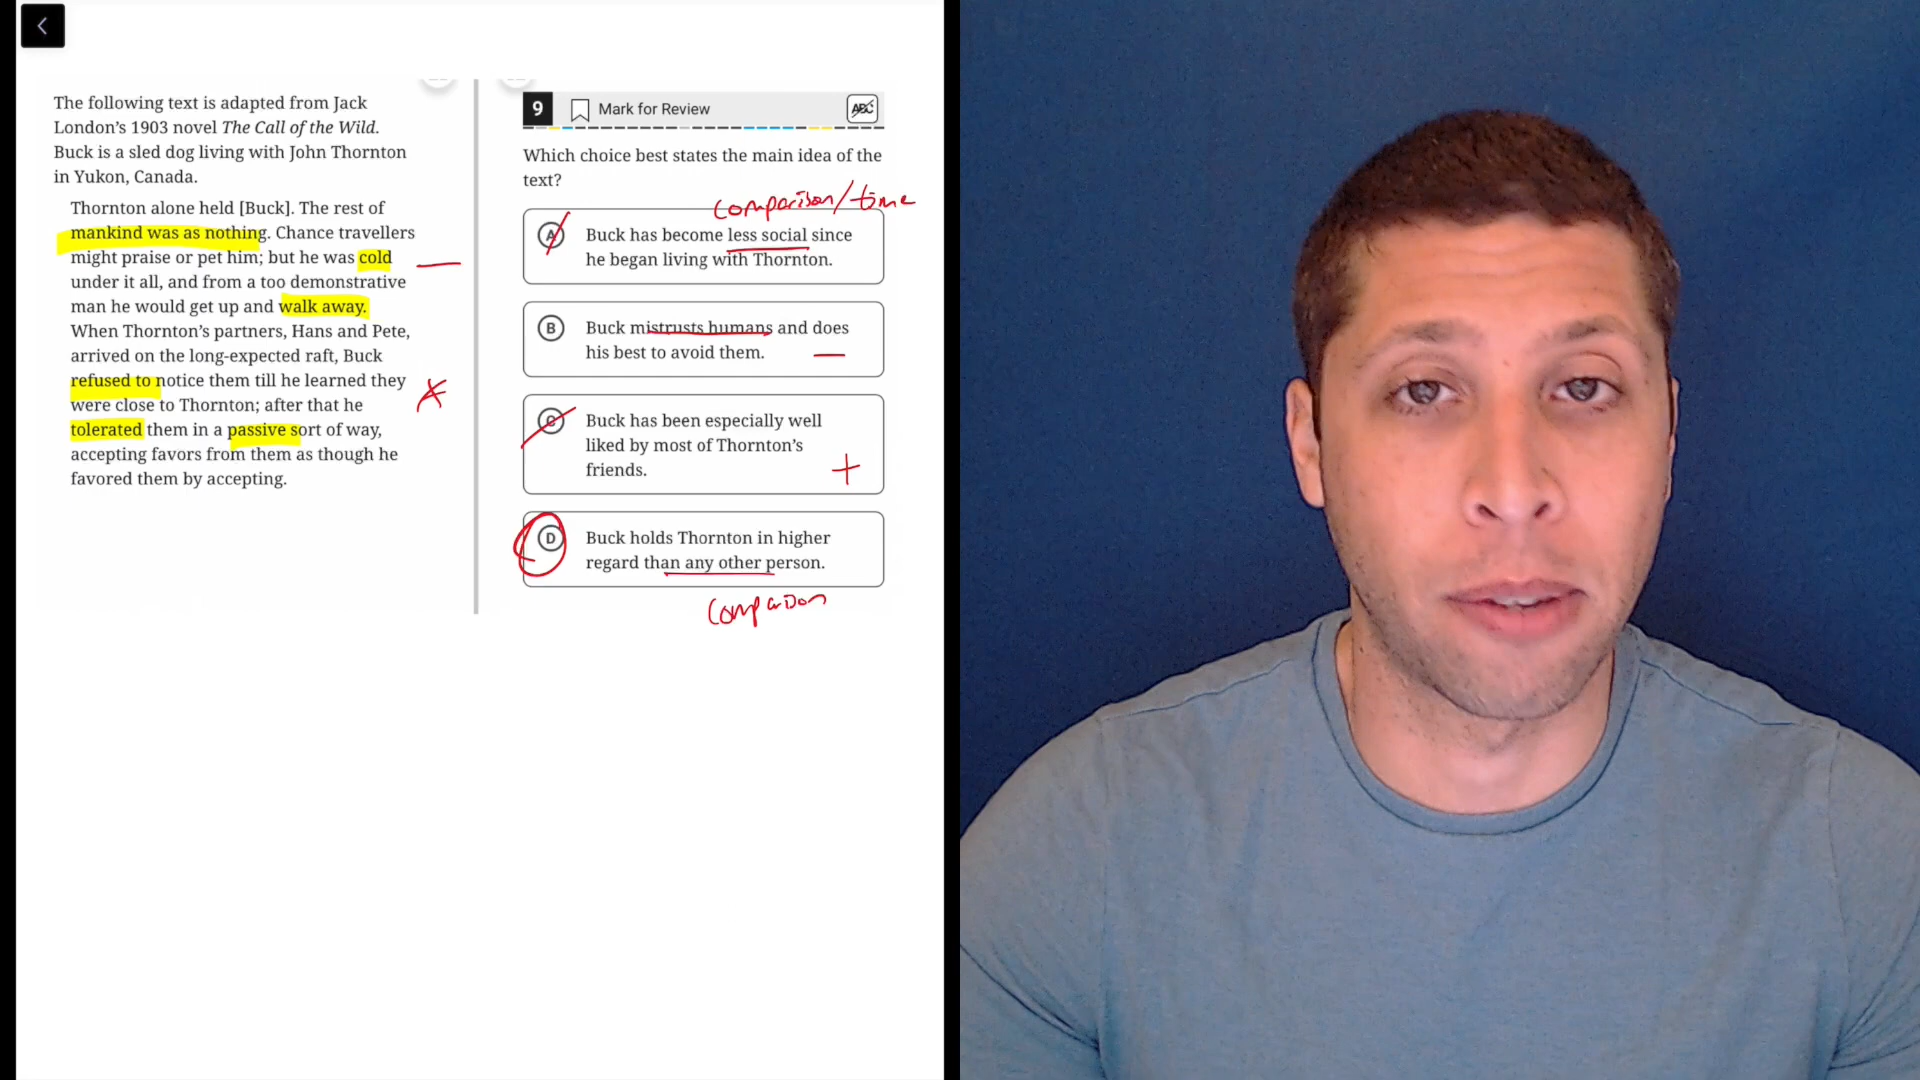 The following text is adapted from Jack
London's 1903 novel The Call of the Wild.
Buck is a sled dog living with John Thornton
in Yukon, Canada.
Thornton alone held [Buck]. The rest of
mankind was as nothing. Chance travellers
might praise or pet him; but he was cold
under it all, and from a too demonstrative
man he would get up and walk away.
When Thornton's partners, Hans and Pete,
arrived on the long-expected raft, Buck
refused to notice them till he learned they
were close to Thornton; after that he
tolerated them in a passive sort of way,
accepting favors from them as though he
favored them by accepting.
9 Mark for Review ABC
Which choice best states the main idea of the
text?
comparison/time
A Buck has become less social since
he began living with Thornton.
B Buck mistrusts humans and does
his best to avoid them.
C Buck has been especially well
liked by most of Thornton's
friends.
+
D Buck holds Thornton in higher
regard than any other person.
comparison